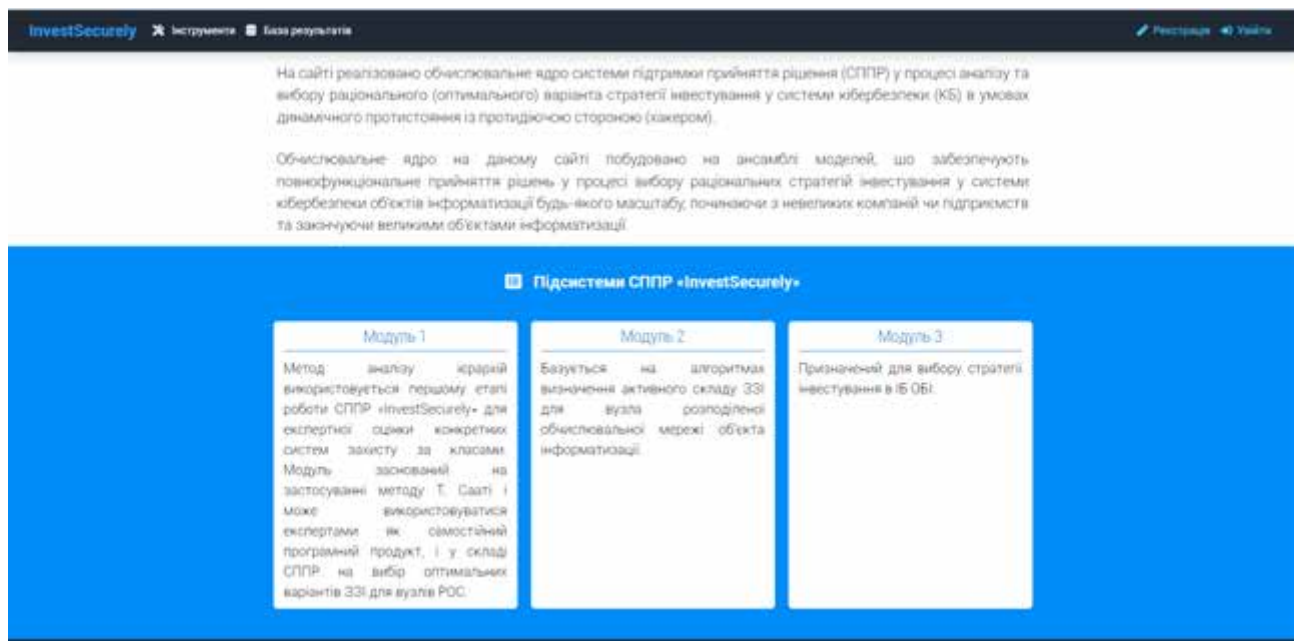 InvestSecurely Інструменти База результатів Реєстрація Увійти
На сайті реалізовано обчислювальне ядро системи підтримки прийняття рішення (СППР) у процесі аналізу та
вибору раціонального (оптимального) варіанта стратегії інвестування у системи кібербезпеки (КБ) в умовах
динамічного протистояння із протидіючою стороною (хакером).
Обчислювальне ядро на даному сайті побудовано на ансамблі моделей, що забезпечують
повнофункціональне прийняття рішень у процесі вибору раціональних стратегій інвестування у системи
кібербезпеки об'єктів інформатизації будь-якого масштабу, починаючи з невеликих компаній чи підприємств
та закінчуючи великими об'єктами інформатизації.
Підсистеми СППР «InvestSecurely»
Модуль 1
Метод аналізу ієрархій
використовується першому етапі
роботи СППР «InvestSecurely» для
експертної оцінки конкретних
систем захисту за класами.
Модуль заснований на
застосуванні методу Т. Сааті і
може використовуватися
експертами як самостійний
програмний продукт, і у складі
СППР на вибір оптимальних
варіантів ЗЗІ для вузлів РОС.
Модуль 2
Базується на алгоритмах
визначення активного складу ЗЗІ
для вузла розподіленої
обчислювальної мережі об'єкта
інформатизації.
Модуль 3
Призначений для вибору стратегії
інвестування в ІБ ОБІ.